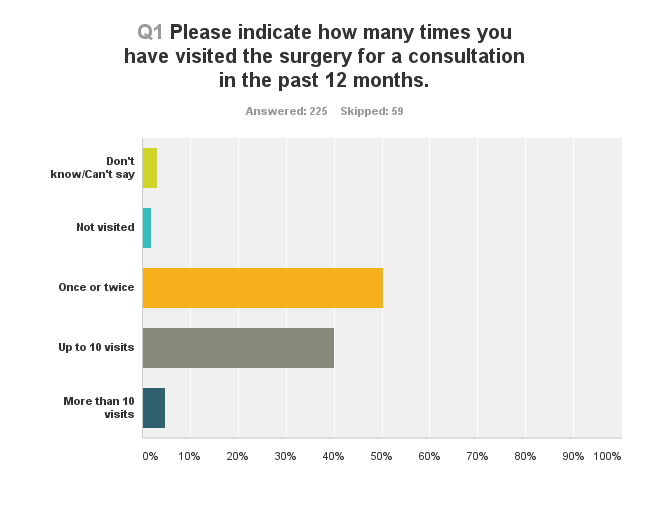 Q1 Please indicate how many times you
have visited the surgery for a consultation
in the past 12 months.
Answered: 225 Skipped: 59
Don't
know/Can't say
Not visited
Once or twice
Up to 10 visits
More than 10
visits
0% 10% 20% 30% 40% 50% 60% 70% 80% 90% 100%